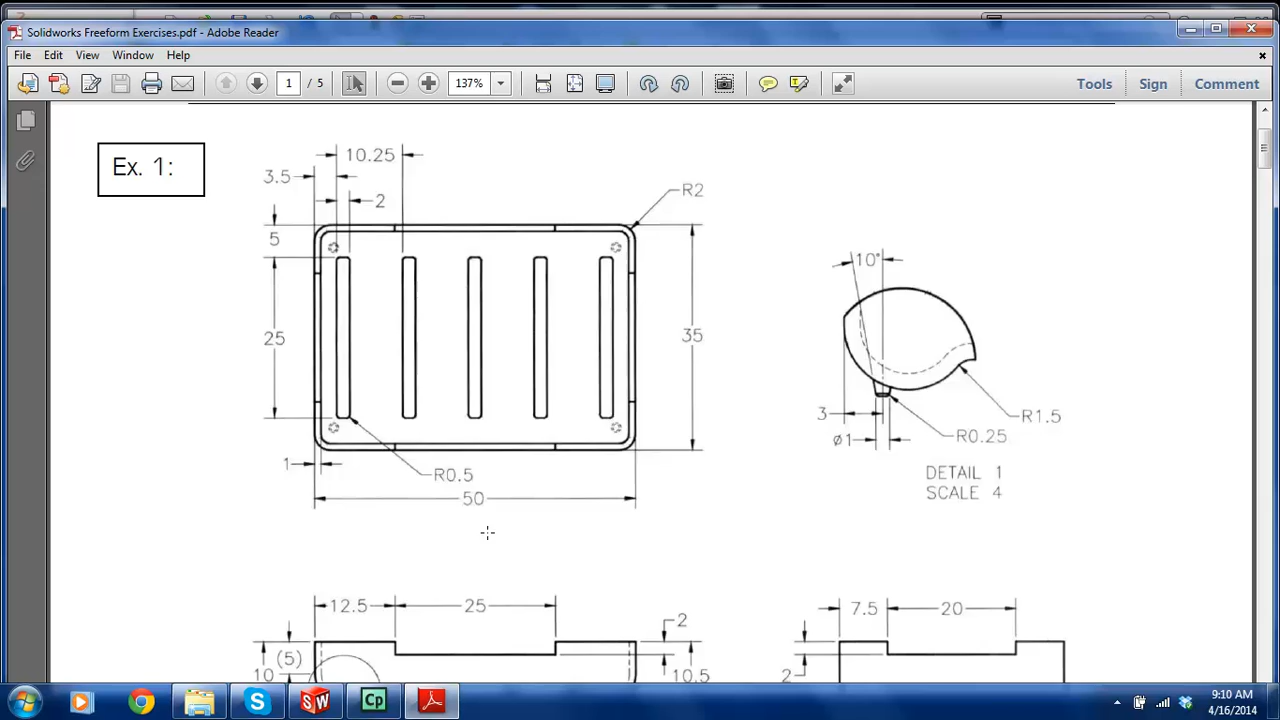 Solidworks Freeform Exercises.pdf - Adobe Reader
File Edit View Window Help
1 / 5 137% Tools Sign Comment
Ex. 1:
10.25
3.5
2
R2
5
10°
25
35
3
R1.5
ø1
R0.25
1
R0.5
DETAIL 1
SCALE 4
50
12.5 25 7.5 20
2
(5)
10 10.5 2
Cp
9:10 AM
4/16/2014